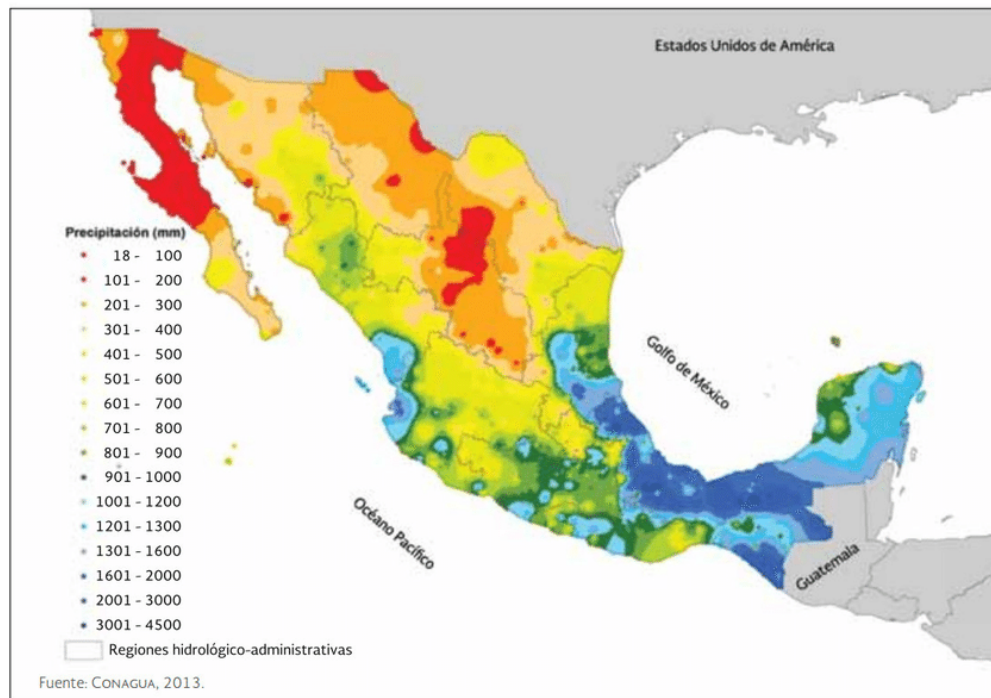 Estados Unidos de América
Precipitación (mm)
18 - 100
101 - 200
201 - 300
301 - 400
401 - 500
501 - 600
601 - 700
701 - 800
801 - 900
901 - 1000
1001 - 1200
1201 - 1300
1301 - 1600
1601 - 2000
2001 - 3000
3001 - 4500
Regiones hidrológico-administrativas
Golfo de México
Océano Pacífico
Guatemala
Fuente: CONAGUA, 2013.